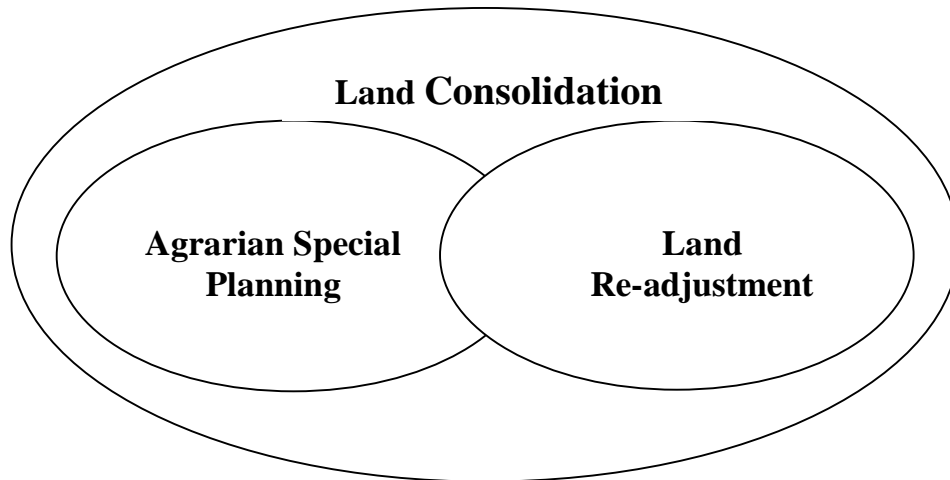 Land Consolidation
Agrarian Special
Planning
Land
Re-adjustment